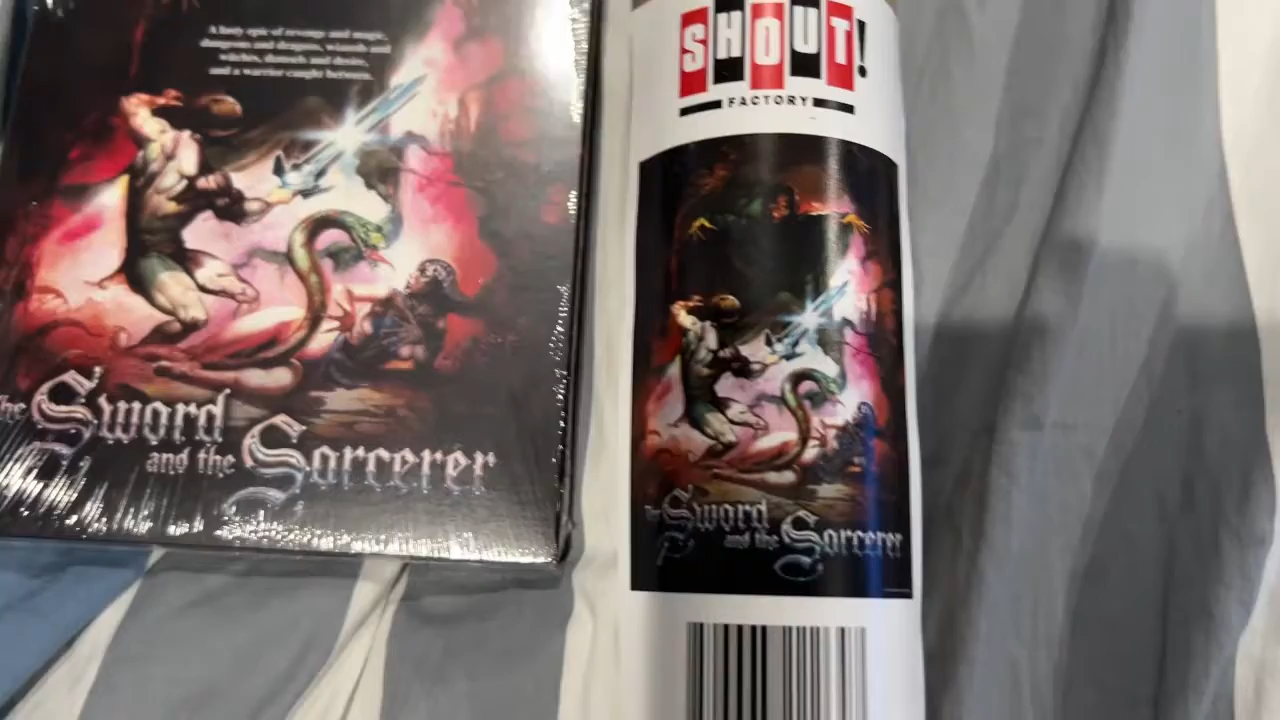 A lusty epic of revenge and magic,
dungeons and dragons, wizards and
witches, damsels and desire,
and a warrior caught between.
The Sword
and the Sorcerer
SHOUT!
FACTORY
The Sword
and the Sorcerer